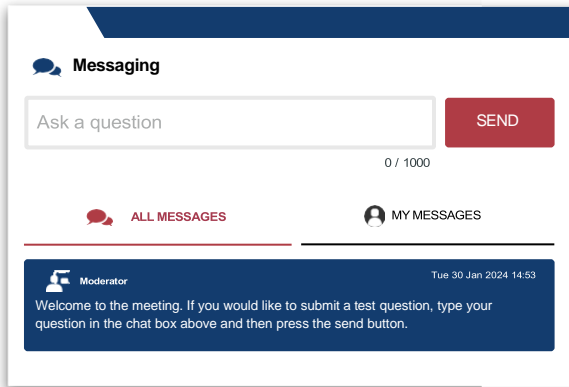 Messaging
Ask a question
SEND
0 / 1000
ALL MESSAGES
MY MESSAGES
Moderator
Tue 30 Jan 2024 14:53
Welcome to the meeting. If you would like to submit a test question, type your
question in the chat box above and then press the send button.